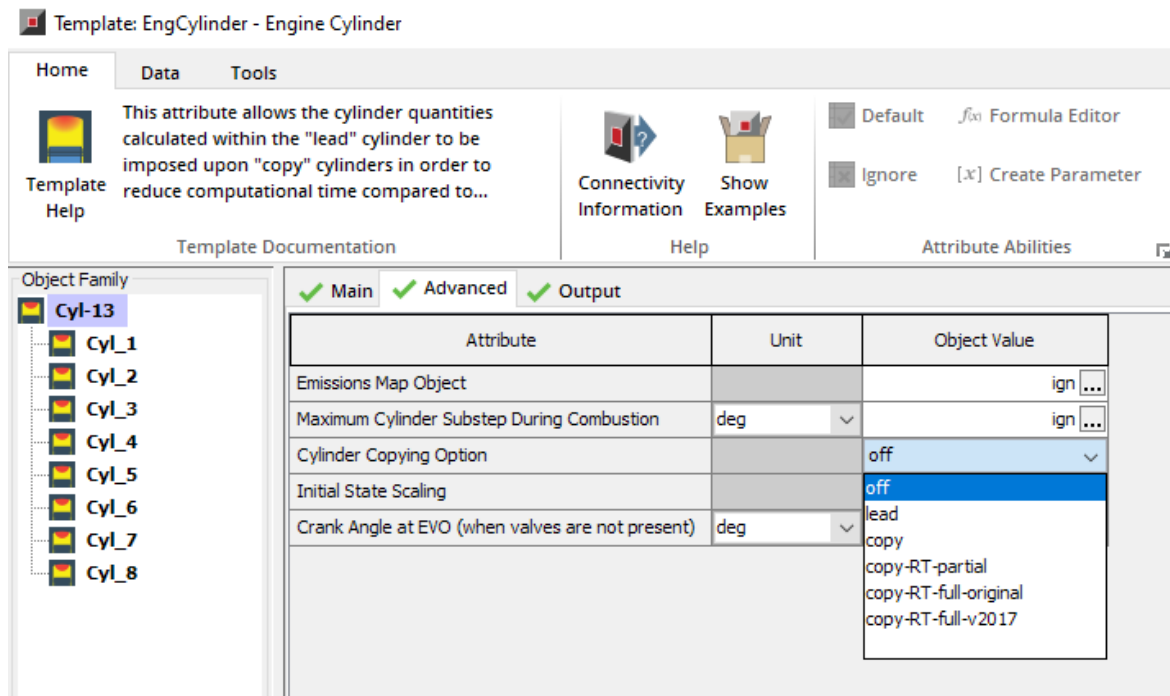 Template: EngCylinder - Engine Cylinder
Home Data Tools
This attribute allows the cylinder quantities
calculated within the "lead" cylinder to be
imposed upon "copy" cylinders in order to
reduce computational time compared to...
Template
Help
Template Documentation
Connectivity
Information
Show
Examples
Help
Default
f(x) Formula Editor
Ignore
[x] Create Parameter
Attribute Abilities
Object Family
Cyl-13
Cyl_1
Cyl_2
Cyl_3
Cyl_4
Cyl_5
Cyl_6
Cyl_7
Cyl_8
Main Advanced Output
Attribute Unit Object Value
Emissions Map Object ign ...
Maximum Cylinder Substep During Combustion deg ign ...
Cylinder Copying Option off
Initial State Scaling
Crank Angle at EVO (when valves are not present) deg
off
lead
copy
copy-RT-partial
copy-RT-full-original
copy-RT-full-v2017